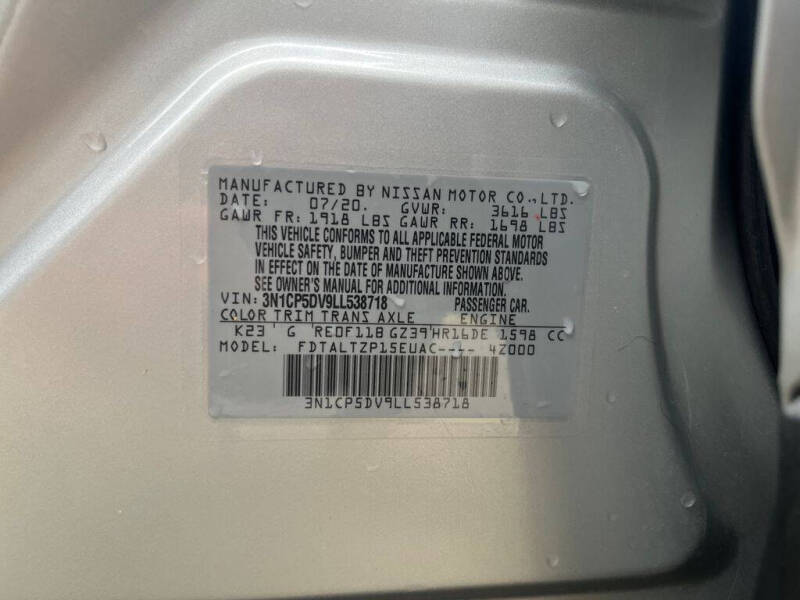 MANUFACTURED BY NISSAN MOTOR CO.,LTD.
DATE: 07/20. GVWR: 3616 LBS
GAWR FR: 1918 LBS GAWR RR: 1698 LBS
THIS VEHICLE CONFORMS TO ALL APPLICABLE FEDERAL MOTOR
VEHICLE SAFETY, BUMPER AND THEFT PREVENTION STANDARDS
IN EFFECT ON THE DATE OF MANUFACTURE SHOWN ABOVE.
SEE OWNER'S MANUAL FOR ADDITIONAL INFORMATION.
VIN: 3N1CP5DV9LL538718 PASSENGER CAR.
COLOR TRIM TRANS AXLE ENGINE
K23 G RE0F11B GZ39 HR16DE 1598 CC
MODEL: FDTALTZP15EUAC---- 4Z000
3N1CP5DV9LL538718